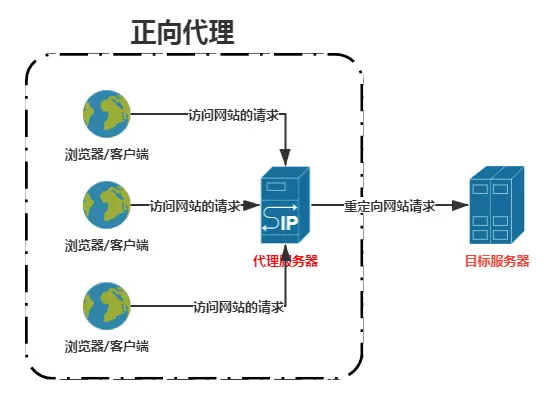 正向代理
访问网站的请求
浏览器/客户端
访问网站的请求
SIP
重定向网站请求
浏览器/客户端
代理服务器
目标服务器
访问网站的请求
浏览器/客户端